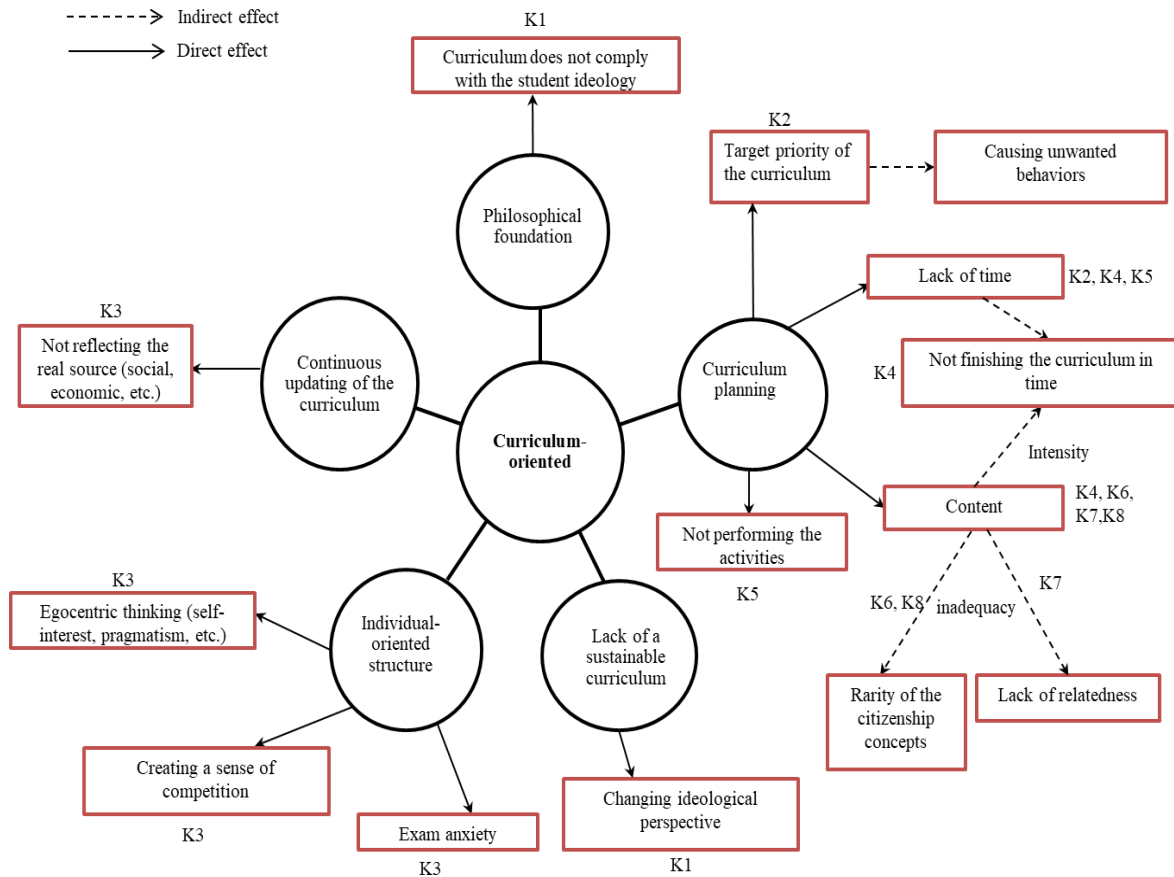 Indirect effect
Direct effect
K1
Curriculum does not comply
with the student ideology
K2
Target priority of
the curriculum
Causing unwanted
behaviors
Philosophical
foundation
Lack of time
K2, K4, K5
K3
Not reflecting the
real source (social,
economic, etc.)
Continuous
updating of the
curriculum
Curriculum
planning
K4
Not finishing the curriculum in
time
Curriculum-
oriented
Intensity
Content
K4, K6,
K7,K8
Not performing the
activities
K5
K3
Egocentric thinking (self-
interest, pragmatism, etc.)
Individual-
oriented
structure
Lack of a
sustainable
curriculum
K6, K8
inadequacy
K7
Rarity of the
citizenship
concepts
Lack of relatedness
Creating a sense of
competition
K3
Exam anxiety
K3
Changing ideological
perspective
K1